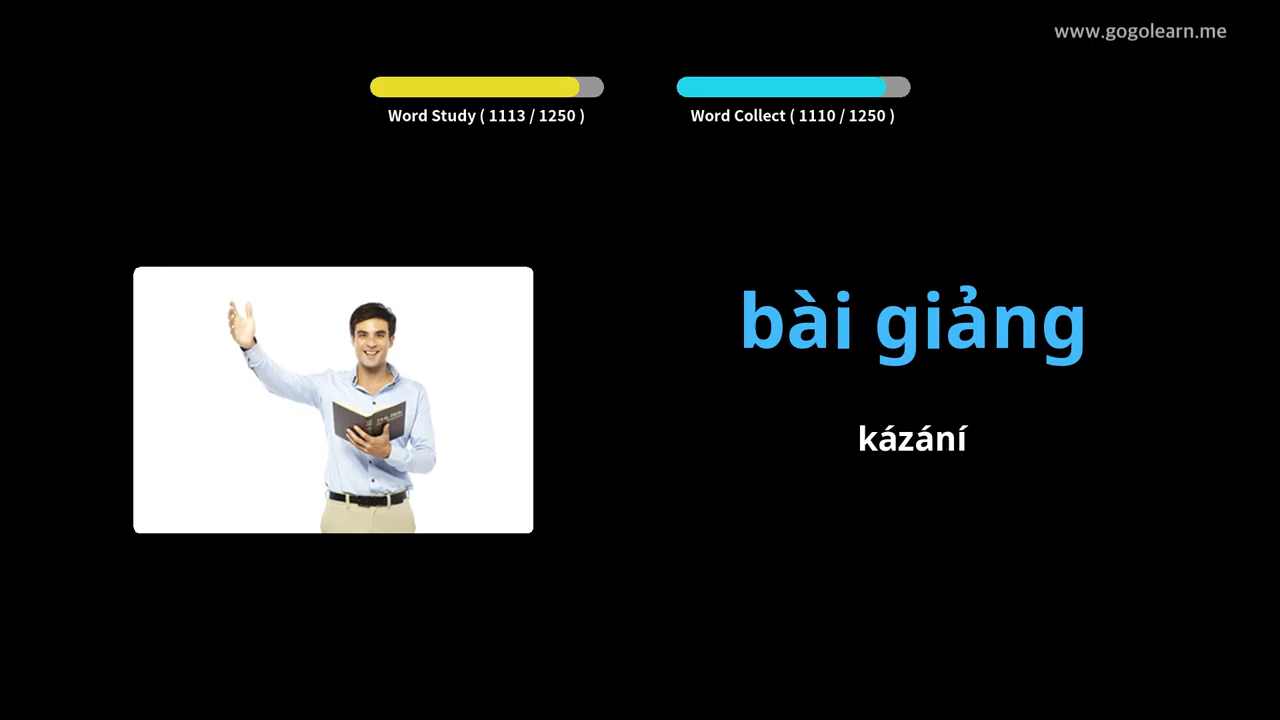 www.gogolearn.me
Word Study ( 1113 / 1250 )
Word Collect ( 1110 / 1250 )
bài giảng
kázání